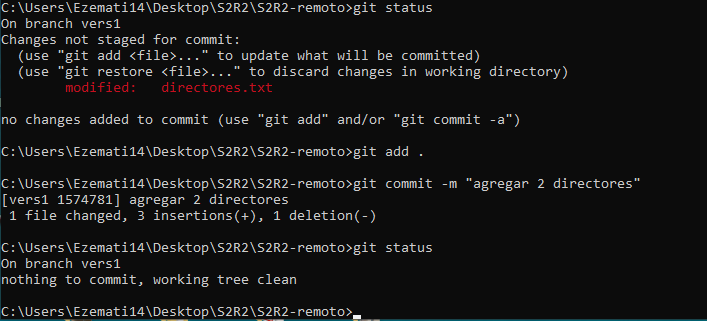 C:\Users\Ezemati14\Desktop\S2R2\S2R2-remoto>git status
On branch vers1
Changes not staged for commit:
  (use "git add <file>..." to update what will be committed)
  (use "git restore <file>..." to discard changes in working directory)
        modified:   directores.txt
no changes added to commit (use "git add" and/or "git commit -a")
C:\Users\Ezemati14\Desktop\S2R2\S2R2-remoto>git add .
C:\Users\Ezemati14\Desktop\S2R2\S2R2-remoto>git commit -m "agregar 2 directores"
[vers1 1574781] agregar 2 directores
 1 file changed, 3 insertions(+), 1 deletion(-)
C:\Users\Ezemati14\Desktop\S2R2\S2R2-remoto>git status
On branch vers1
nothing to commit, working tree clean
C:\Users\Ezemati14\Desktop\S2R2\S2R2-remoto>